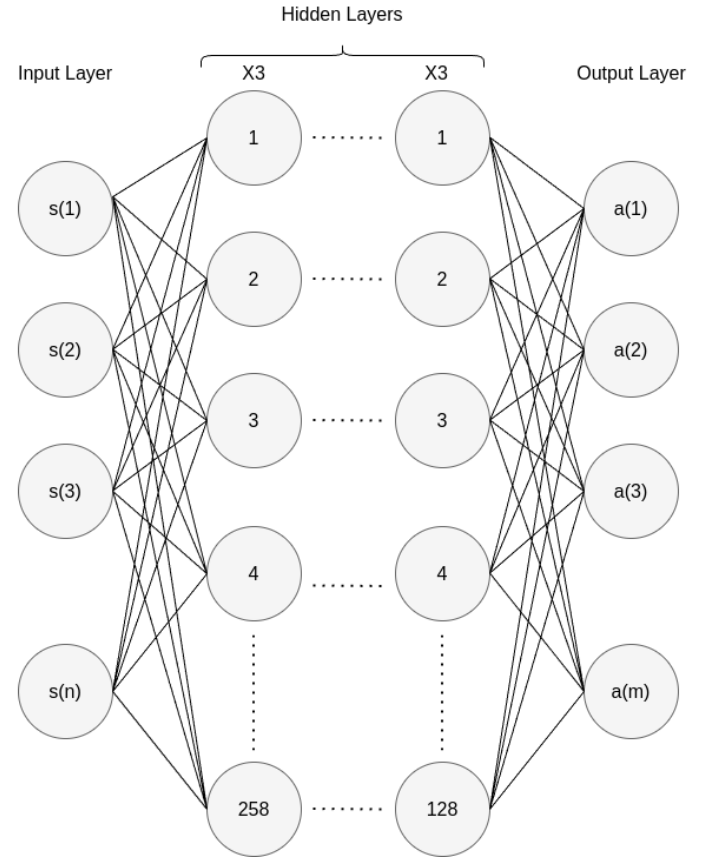 Hidden Layers
Input Layer
X3
X3
Output Layer
1
1
s(1)
a(1)
2
2
s(2)
a(2)
3
3
s(3)
a(3)
4
4
s(n)
a(m)
258
128